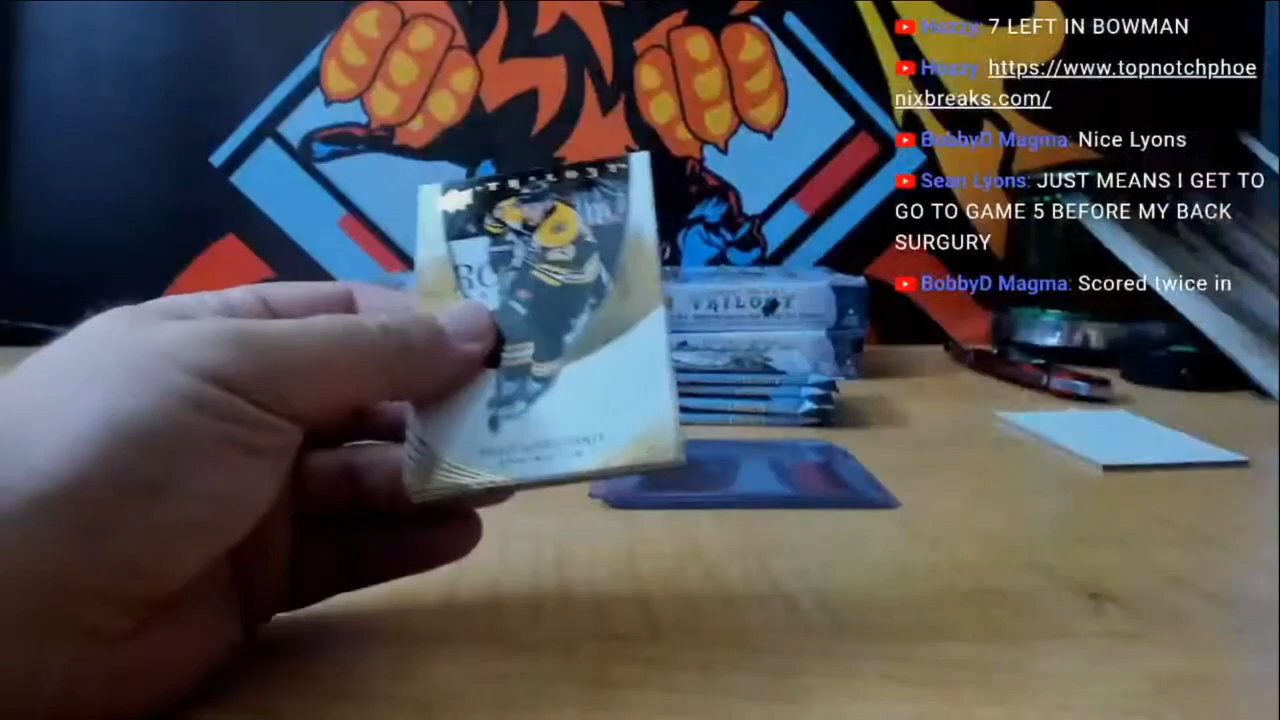 Hozzy: 7 LEFT IN BOWMAN
Hozzy: https://www.topnotchphoe
nixbreaks.com/
BobbyD Magma: Nice Lyons
Sean Lyons: JUST MEANS I GET TO
GO TO GAME 5 BEFORE MY BACK
SURGURY
BobbyD Magma: Scored twice in
TRILOGY
TRILOGY